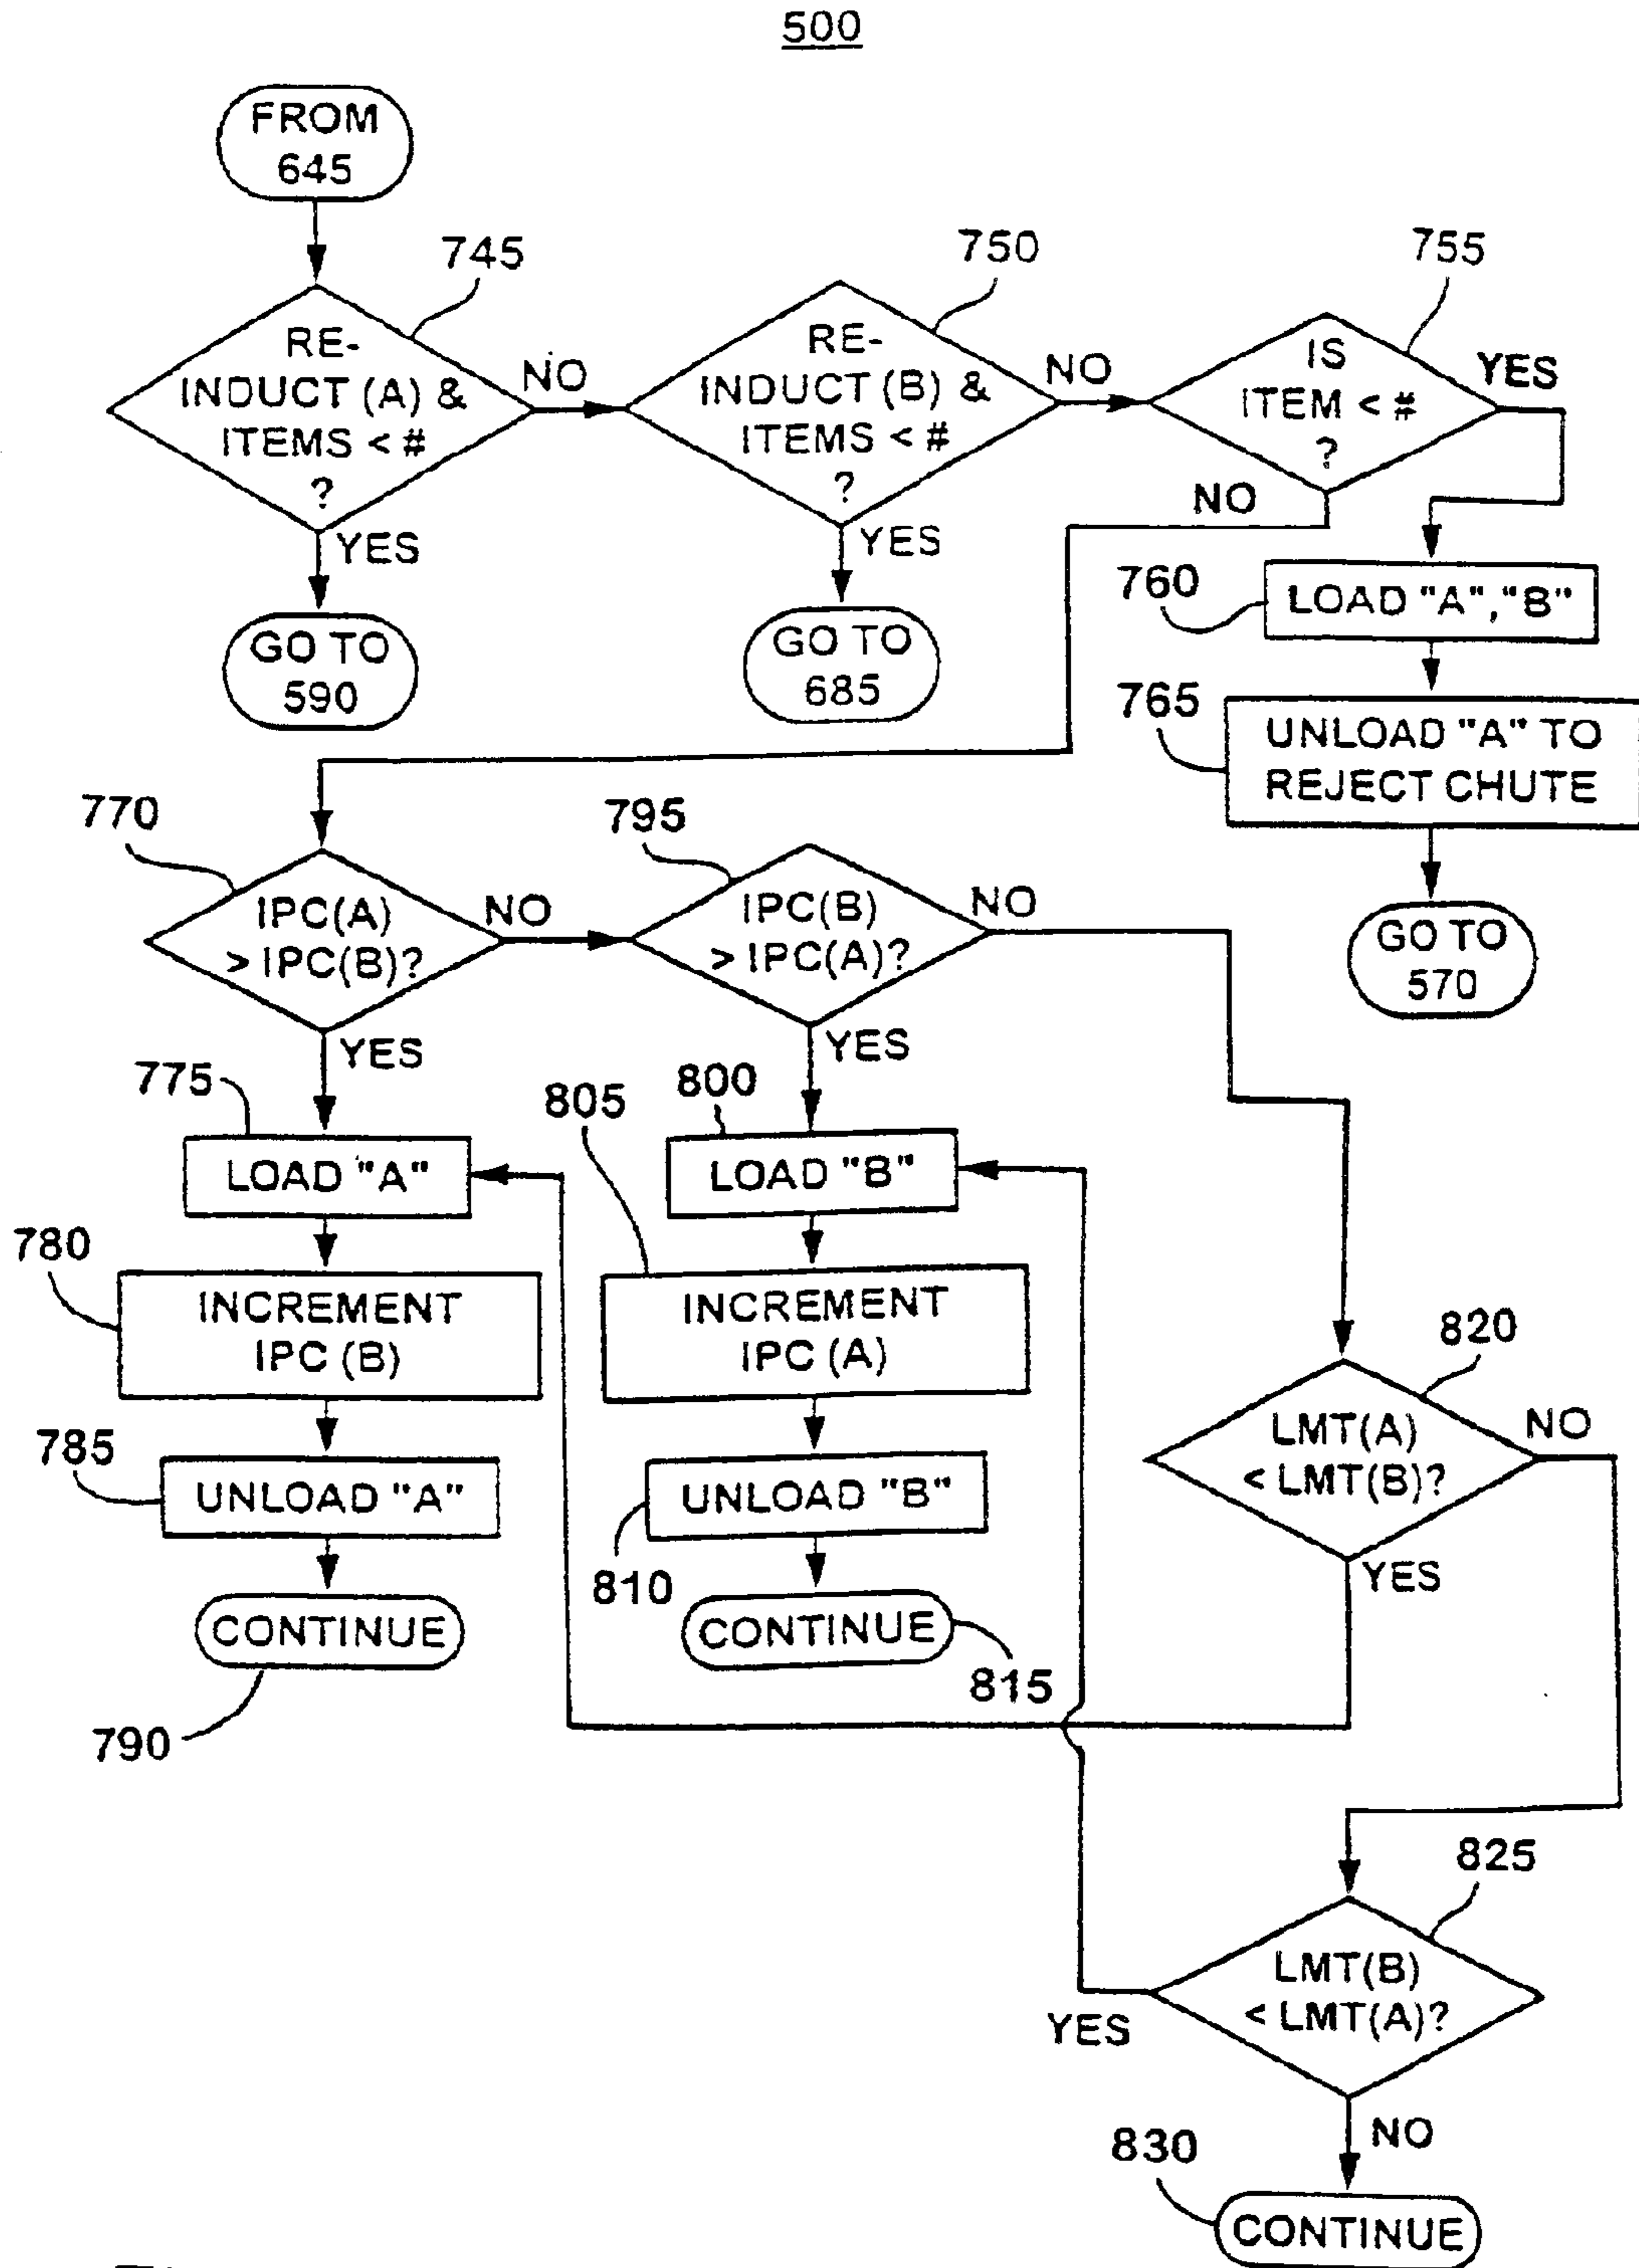 500
FROM
645
745
750
755
RE-
INDUCT (A) &
ITEMS < #
?
NO
RE-
INDUCT (B) &
ITEMS < #
?
NO
IS
ITEM < #
?
YES
NO
YES
YES
GO TO
590
GO TO
685
760
LOAD "A","B"
765
UNLOAD "A" TO
REJECT CHUTE
GO TO
570
770
795
IPC(A)
> IPC(B)?
NO
IPC(B)
> IPC(A)?
NO
YES
YES
775
LOAD "A"
805
800
LOAD "B"
780
INCREMENT
IPC (B)
INCREMENT
IPC (A)
785
UNLOAD "A"
UNLOAD "B"
810
820
LMT(A)
< LMT(B)?
NO
YES
CONTINUE
790
CONTINUE
815
825
LMT(B)
< LMT(A)?
YES
NO
830
CONTINUE